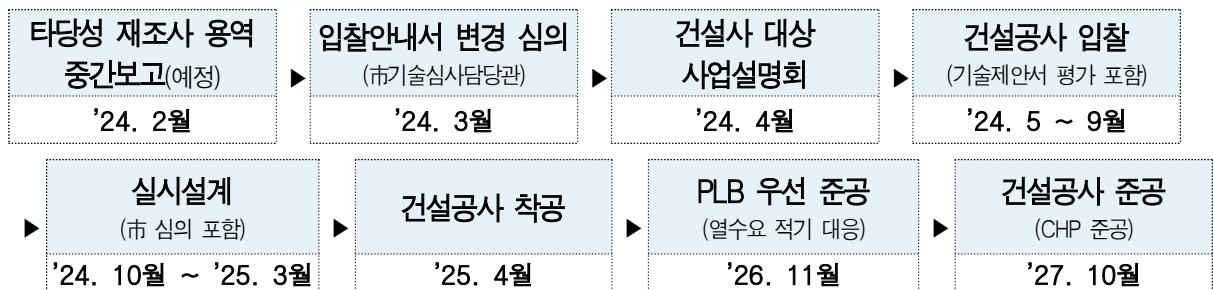 타당성 재조사 용역
중간보고(예정)
'24. 2월
▶
입찰안내서 변경 심의
(市기술심사담당관)
'24. 3월
▶
건설사 대상
사업설명회
'24. 4월
▶
건설공사 입찰
(기술제안서 평가 포함)
'24. 5 ~ 9월
▶
실시설계
(市 심의 포함)
'24. 10월 ~ '25. 3월
▶
건설공사 착공
'25. 4월
▶
PLB 우선 준공
(열수요 적기 대응)
'26. 11월
▶
건설공사 준공
(CHP 준공)
'27. 10월